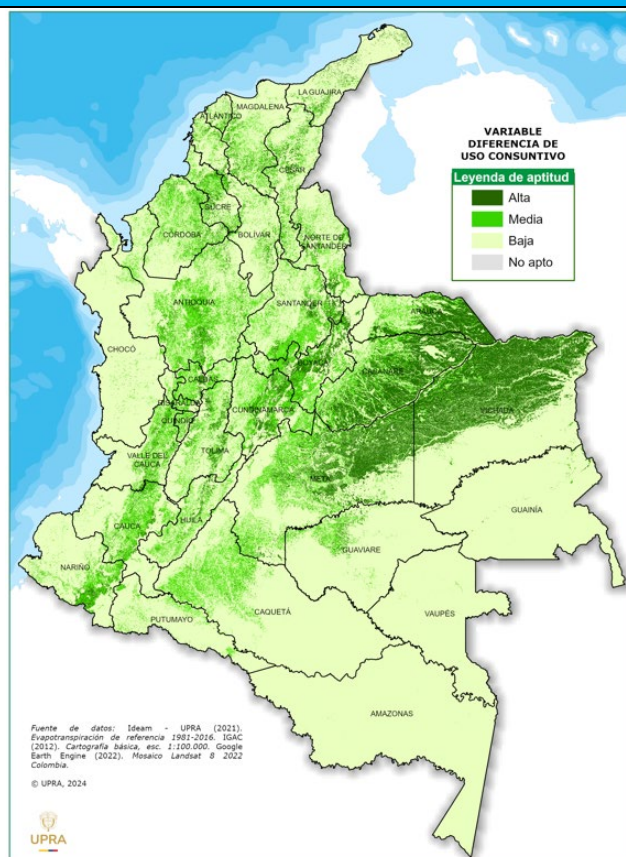 VARIABLE
DIFERENCIA DE
USO CONSUNTIVO
Leyenda de aptitud
Alta
Media
Baja
No apto
LA GUAJIRA
MAGDALENA
ATLÁNTICO
CESAR
SUCRE
CÓRDOBA
BOLÍVAR
NORTE DE
SANTANDER
ANTIOQUIA
SANTANDER
ARAUCA
CHOCÓ
CASANARE
CALDAS
RISARALDA
CUNDINAMARCA
VICHADA
QUINDÍO
TOLIMA
VALLE DEL
CAUCA
META
GUAINÍA
CAUCA
HUILA
GUAVIARE
NARIÑO
CAQUETÁ
VAUPÉS
PUTUMAYO
AMAZONAS
Fuente de datos: Ideam - UPRA (2021).
Evapotranspiración de referencia 1981-2016. IGAC
(2012). Cartografía básica, esc. 1:100.000. Google
Earth Engine (2022). Mosaico Landsat 8 2022
Colombia.
© UPRA, 2024
UPRA